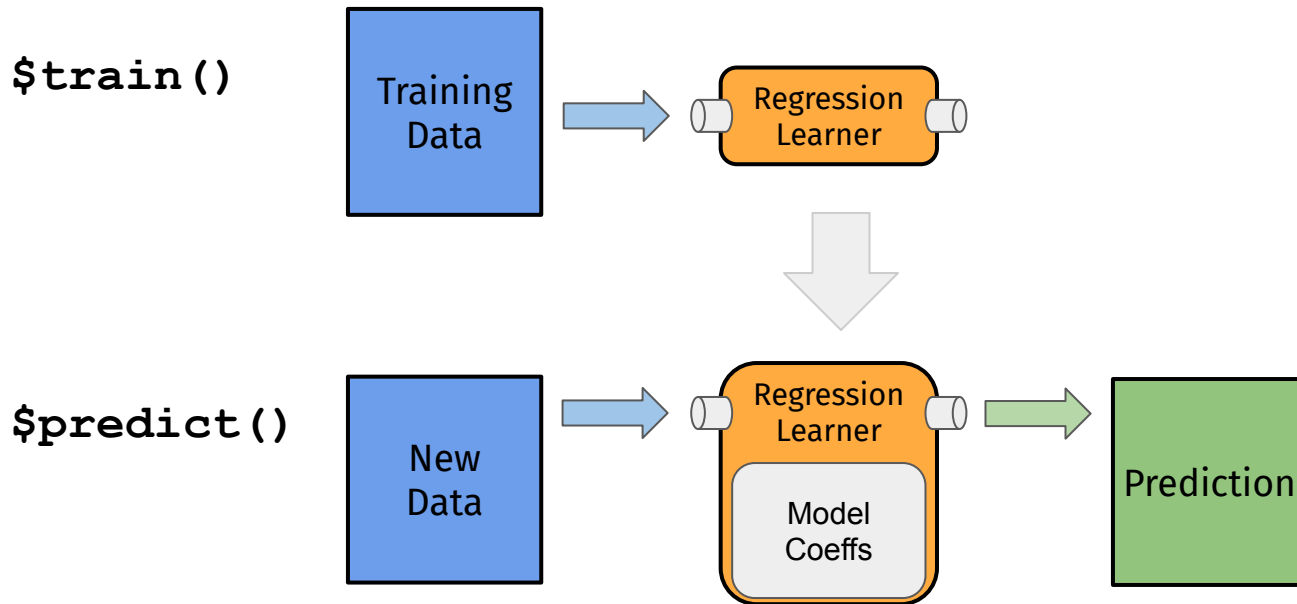 $train()
Training
Data
Regression
Learner
$predict()
New
Data
Regression
Learner
Model
Coeffs
Prediction